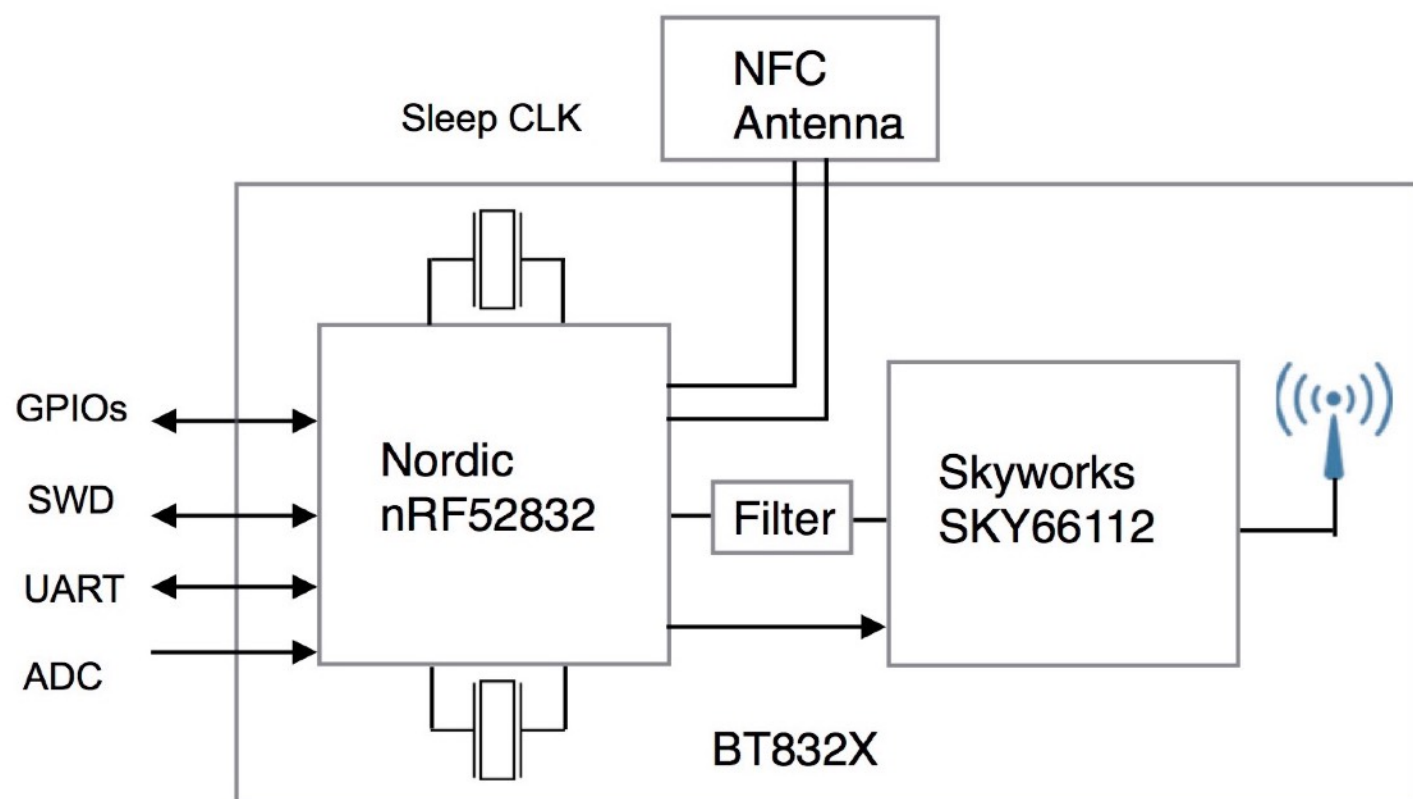 NFC
Antenna
Sleep CLK
GPIOs
SWD
UART
ADC
Nordic
nRF52832
Filter
Skyworks
SKY66112
BT832X